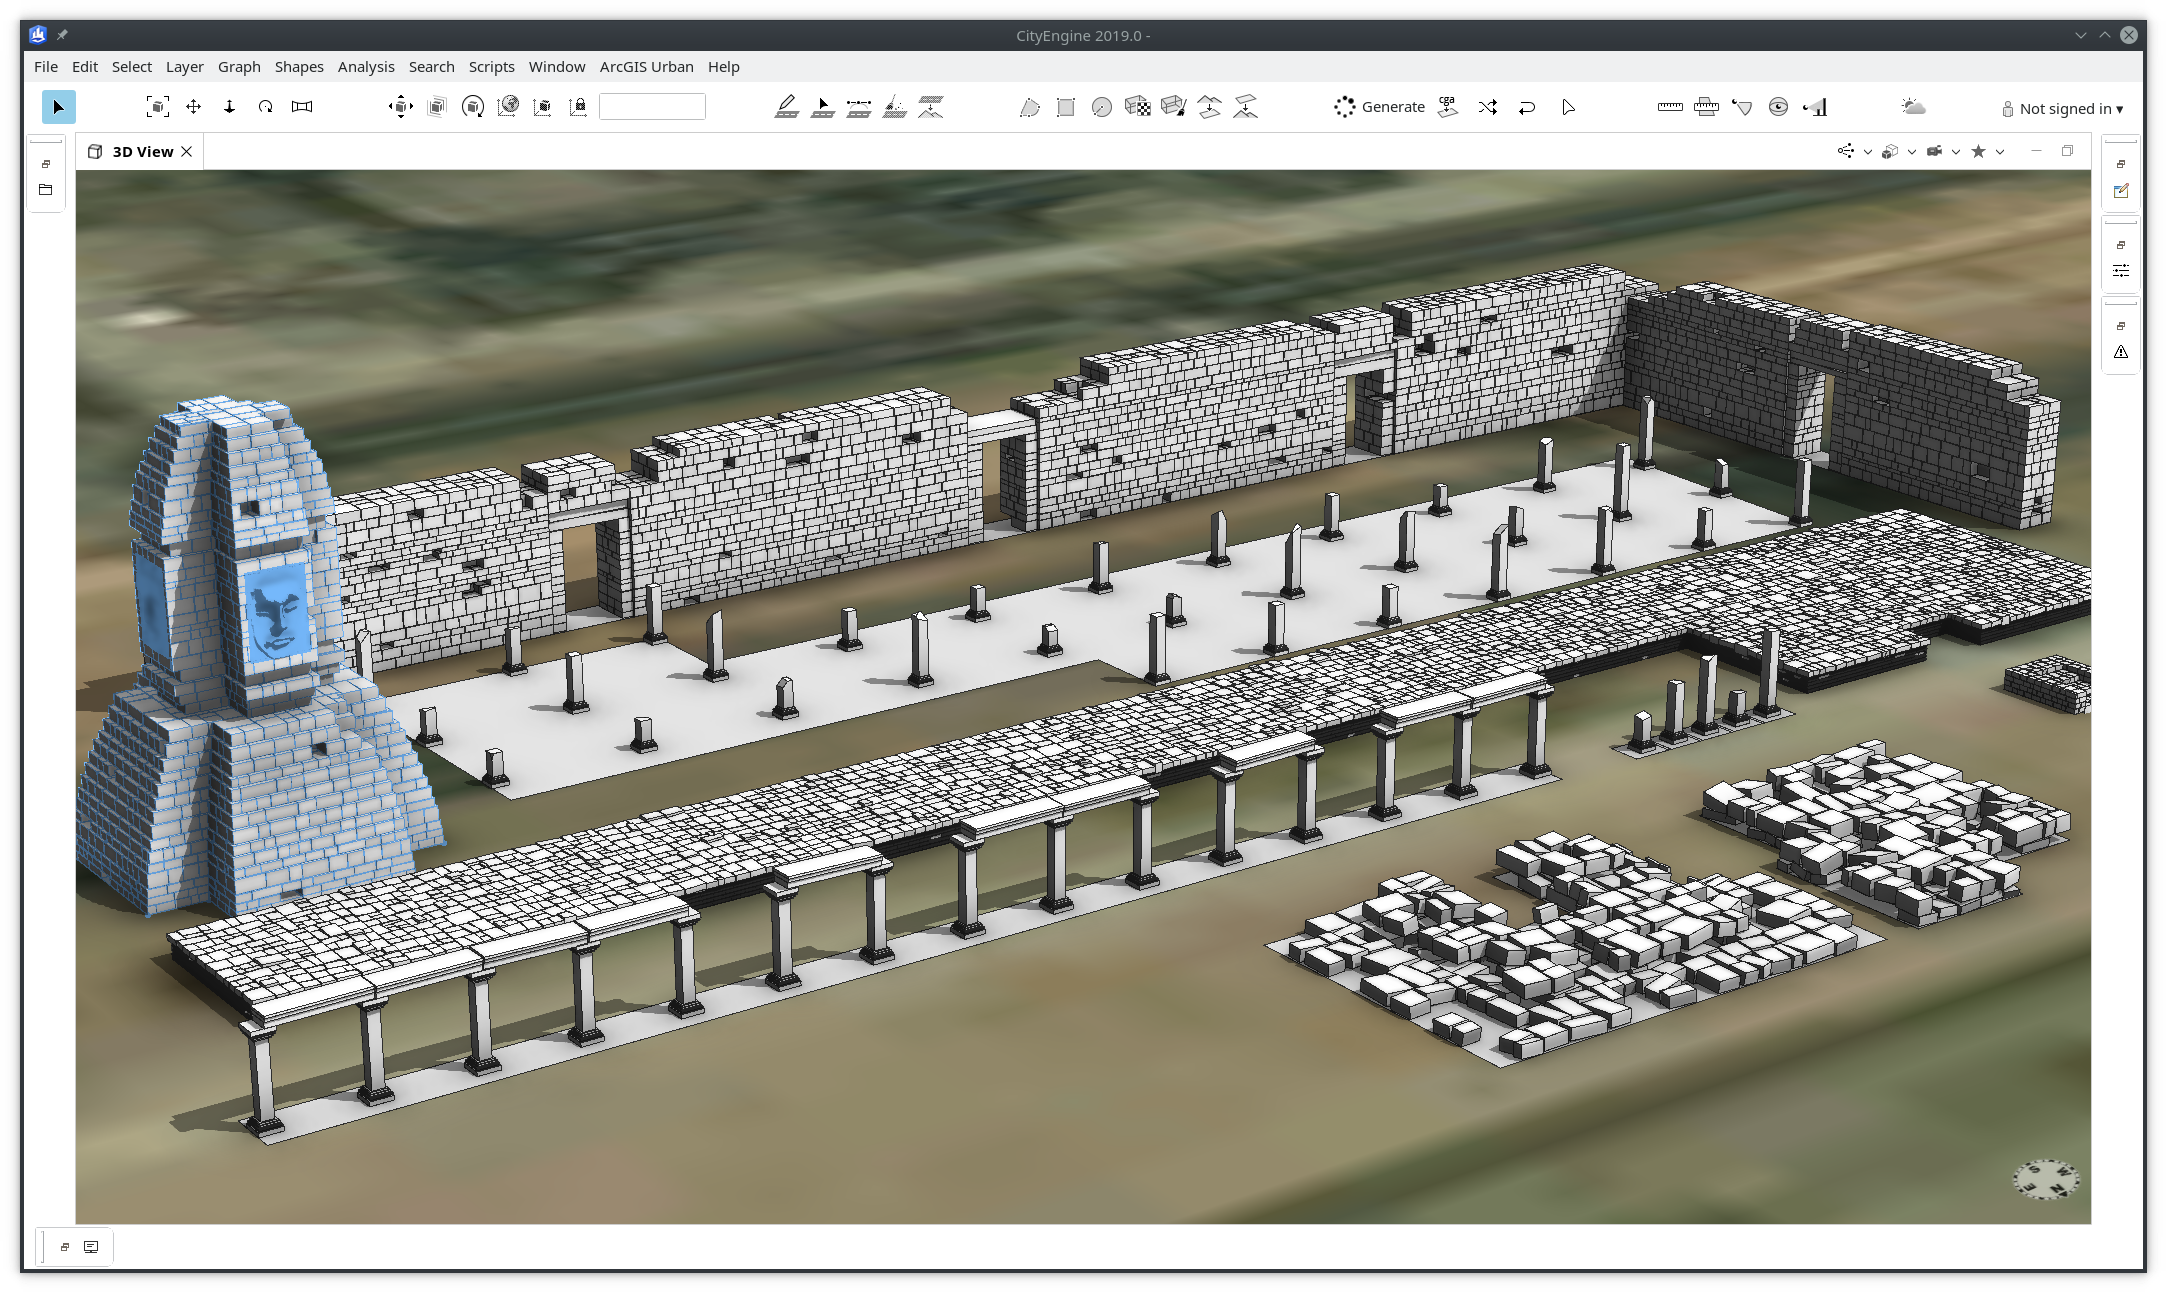 CityEngine 2019.0 -
File Edit Select Layer Graph Shapes Analysis Search Scripts Window ArcGIS Urban Help
Generate cga Not signed in
3D View
S W
E N